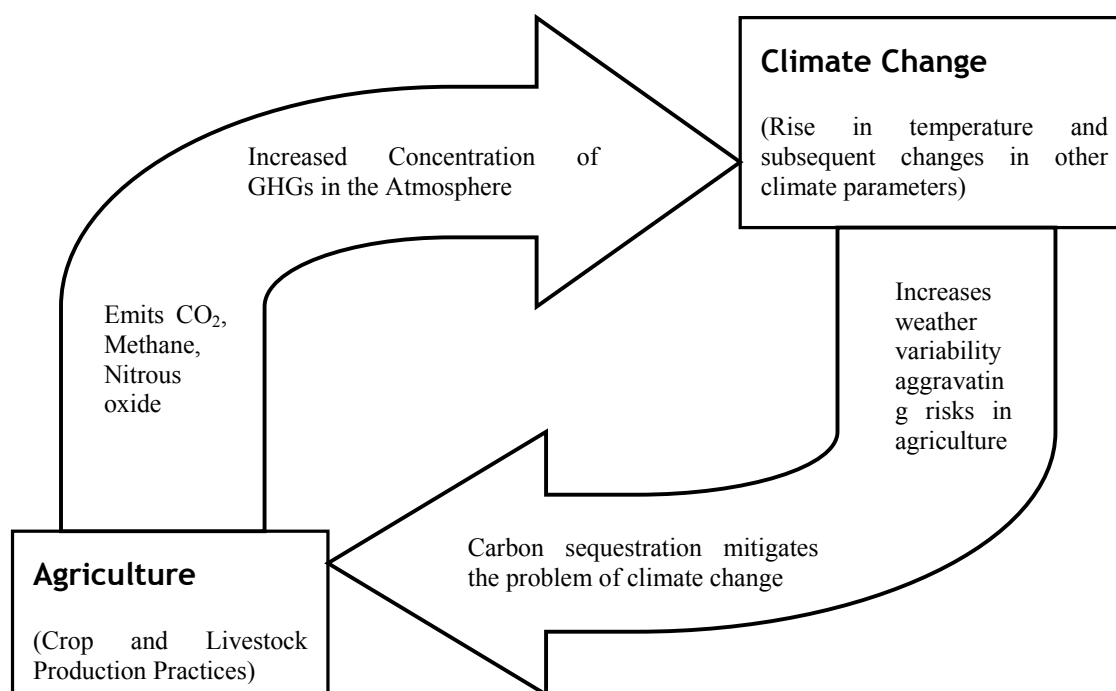 Climate Change
(Rise in temperature and
subsequent changes in other
climate parameters)
Increased Concentration of
GHGs in the Atmosphere
Emits CO₂,
Methane,
Nitrous
oxide
Increases
weather
variability
aggravatin
g risks in
agriculture
Carbon sequestration mitigates
the problem of climate change
Agriculture
(Crop and Livestock
Production Practices)